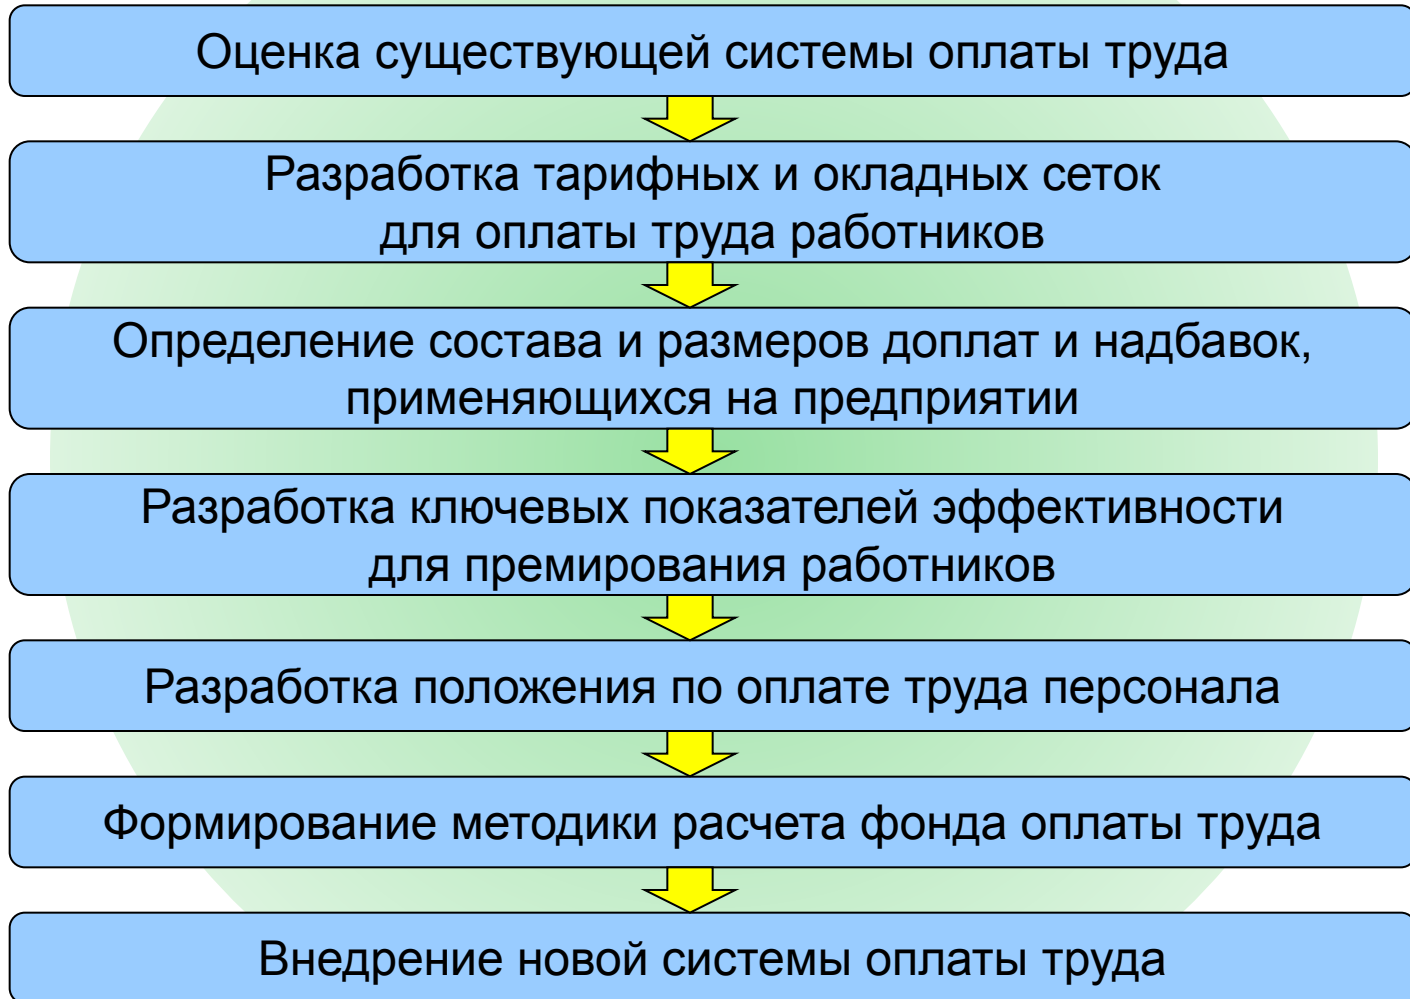 Оценка существующей системы оплаты труда
Разработка тарифных и окладных сеток
для оплаты труда работников
Определение состава и размеров доплат и надбавок,
применяющихся на предприятии
Разработка ключевых показателей эффективности
для премирования работников
Разработка положения по оплате труда персонала
Формирование методики расчета фонда оплаты труда
Внедрение новой системы оплаты труда